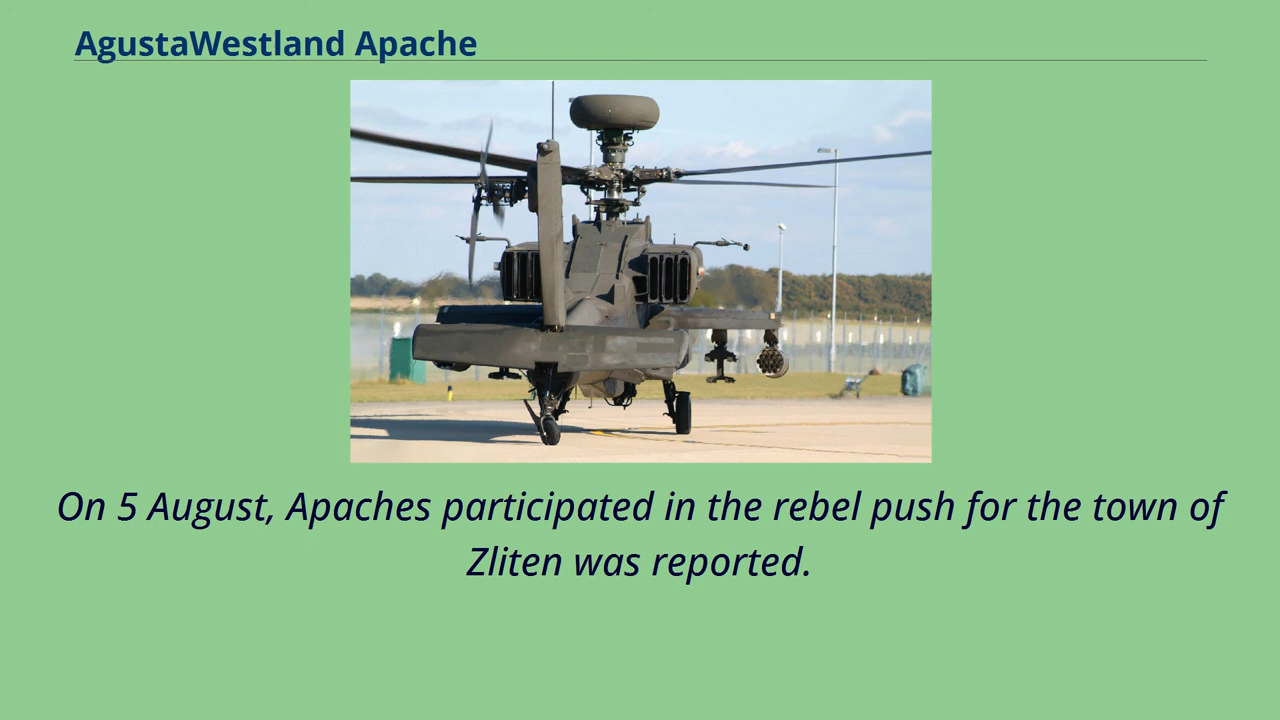 AgustaWestland Apache
On 5 August, Apaches participated in the rebel push for the town of
Zliten was reported.